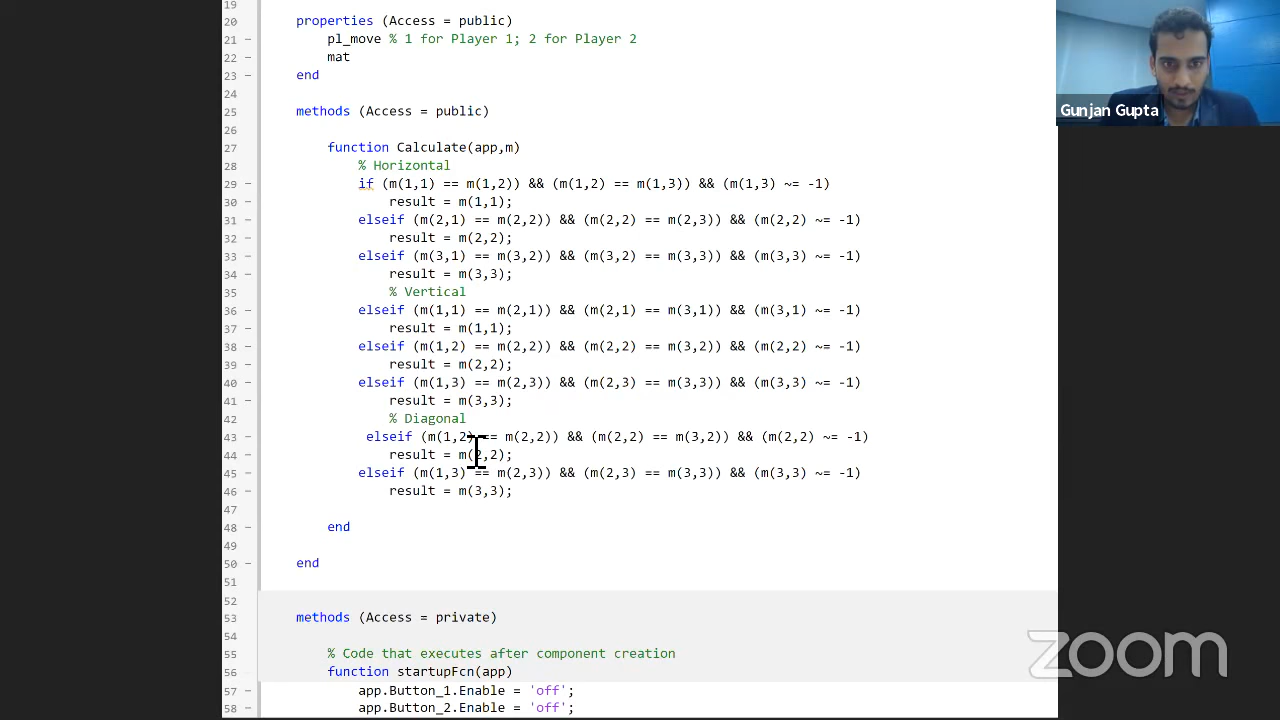 19
20 properties (Access = public)
21 – pl_move % 1 for Player 1; 2 for Player 2
22 – mat
23 – end
24
25 methods (Access = public)
26
27 function Calculate(app,m)
28 % Horizontal
29 – if (m(1,1) == m(1,2)) && (m(1,2) == m(1,3)) && (m(1,3) ~= -1)
30 – result = m(1,1);
31 – elseif (m(2,1) == m(2,2)) && (m(2,2) == m(2,3)) && (m(2,2) ~= -1)
32 – result = m(2,2);
33 – elseif (m(3,1) == m(3,2)) && (m(3,2) == m(3,3)) && (m(3,3) ~= -1)
34 – result = m(3,3);
35 % Vertical
36 – elseif (m(1,1) == m(2,1)) && (m(2,1) == m(3,1)) && (m(3,1) ~= -1)
37 – result = m(1,1);
38 – elseif (m(1,2) == m(2,2)) && (m(2,2) == m(3,2)) && (m(2,2) ~= -1)
39 – result = m(2,2);
40 – elseif (m(1,3) == m(2,3)) && (m(2,3) == m(3,3)) && (m(3,3) ~= -1)
41 – result = m(3,3);
42 % Diagonal
43 – elseif (m(1,2) == m(2,2)) && (m(2,2) == m(3,2)) && (m(2,2) ~= -1)
44 – result = m(2,2);
45 – elseif (m(1,3) == m(2,3)) && (m(2,3) == m(3,3)) && (m(3,3) ~= -1)
46 – result = m(3,3);
47
48 – end
49
50 – end
51
52
53 – methods (Access = private)
54
55 % Code that executes after component creation
56 – function startupFcn(app)
57 – app.Button_1.Enable = 'off';
58 – app.Button_2.Enable = 'off';
Gunjan Gupta
zoom